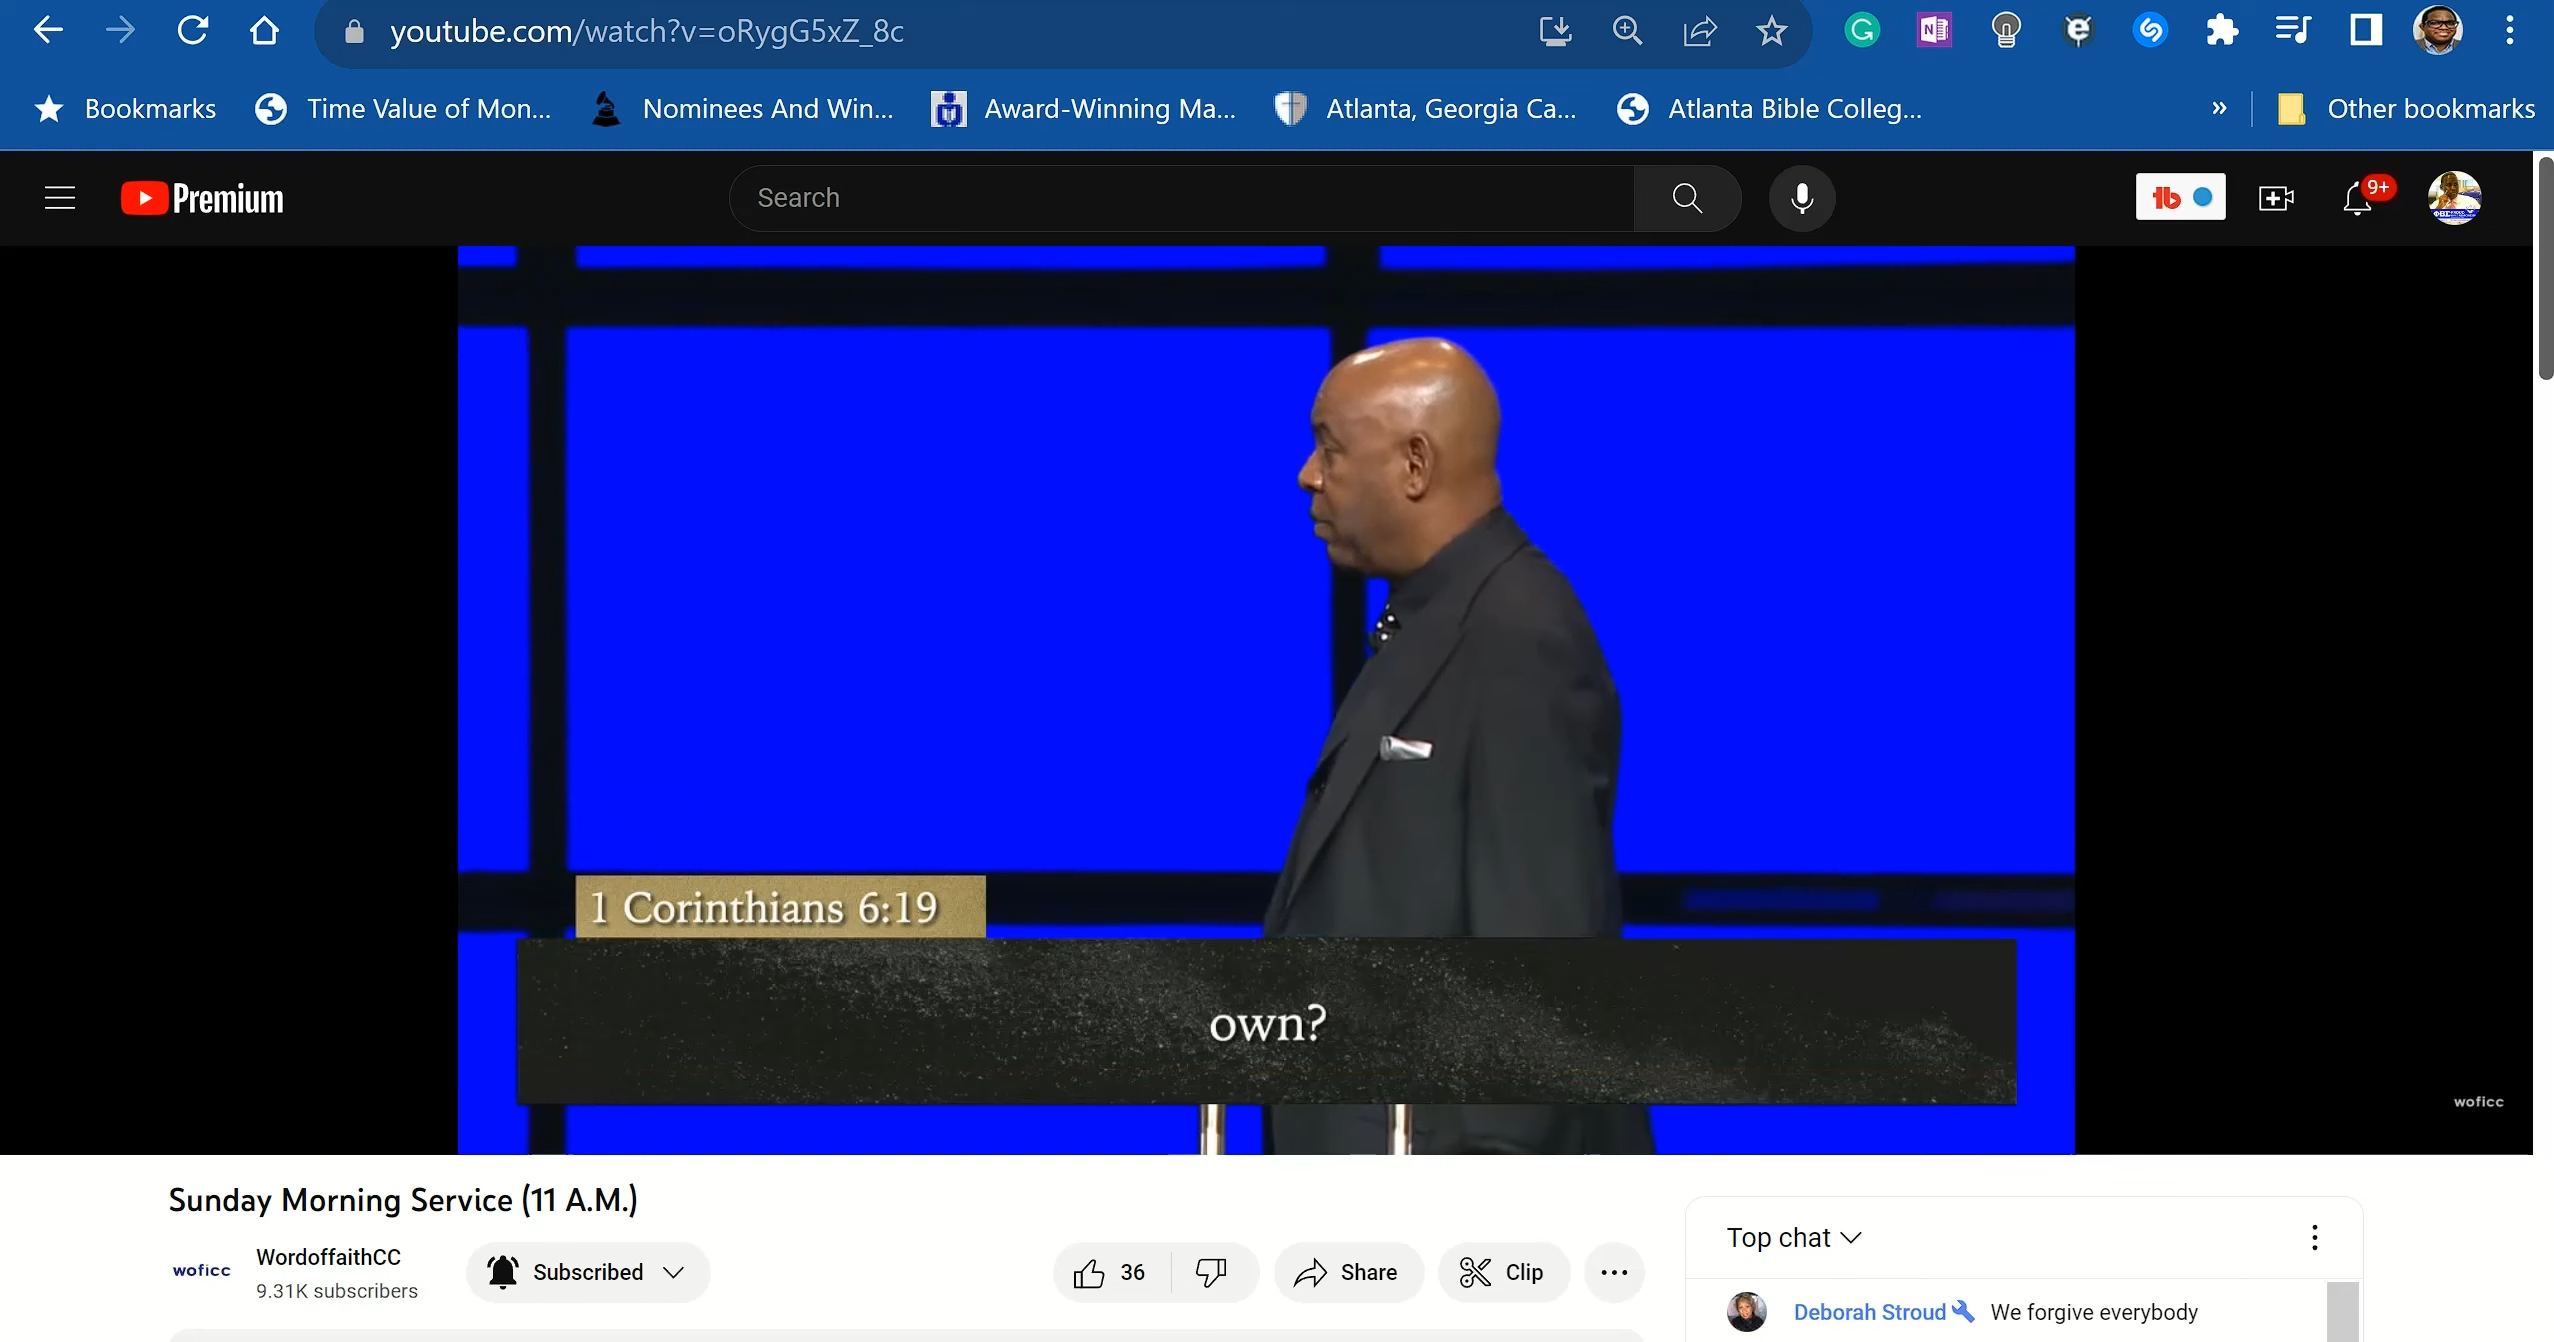 youtube.com/watch?v=oRygG5xZ_8c
Bookmarks
Time Value of Mon...
Nominees And Win...
Award-Winning Ma...
Atlanta, Georgia Ca...
Atlanta Bible Colleg...
»
Other bookmarks
Premium
Search
tb
9+
1 Corinthians 6:19
own?
woficc
Sunday Morning Service (11 A.M.)
woficc
WordoffaithCC
9.31K subscribers
Subscribed
36
Share
Clip
Top chat
Deborah Stroud We forgive everybody